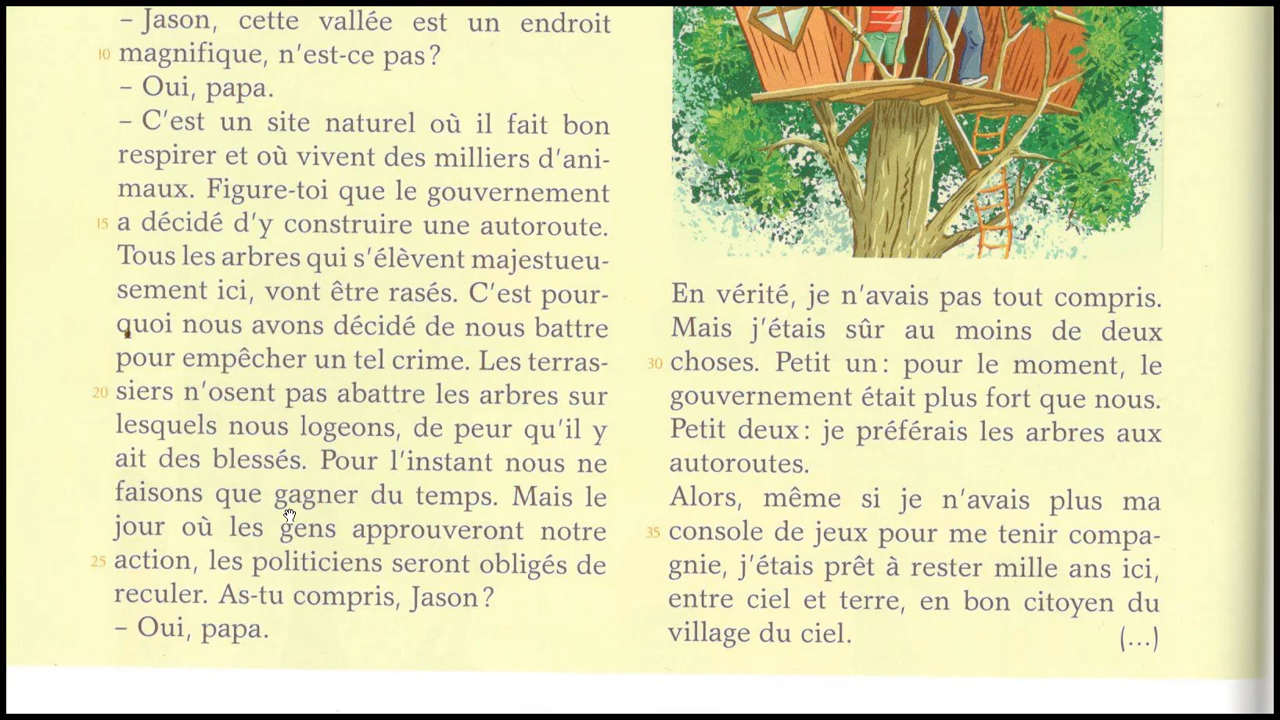 – Jason, cette vallée est un endroit
10 magnifique, n'est-ce pas ?
– Oui, papa.
– C'est un site naturel où il fait bon
respirer et où vivent des milliers d'ani-
maux. Figure-toi que le gouvernement
15 a décidé d'y construire une autoroute.
Tous les arbres qui s'élèvent majestueu-
sement ici, vont être rasés. C'est pour-
quoi nous avons décidé de nous battre
pour empêcher un tel crime. Les terras-
20 siers n'osent pas abattre les arbres sur
lesquels nous logeons, de peur qu'il y
ait des blessés. Pour l'instant nous ne
faisons que gagner du temps. Mais le
jour où les gens approuveront notre
25 action, les politiciens seront obligés de
reculer. As-tu compris, Jason ?
– Oui, papa.
En vérité, je n'avais pas tout compris.
Mais j'étais sûr au moins de deux
30 choses. Petit un : pour le moment, le
gouvernement était plus fort que nous.
Petit deux : je préférais les arbres aux
autoroutes.
Alors, même si je n'avais plus ma
35 console de jeux pour me tenir compa-
gnie, j'étais prêt à rester mille ans ici,
entre ciel et terre, en bon citoyen du
village du ciel. (...)